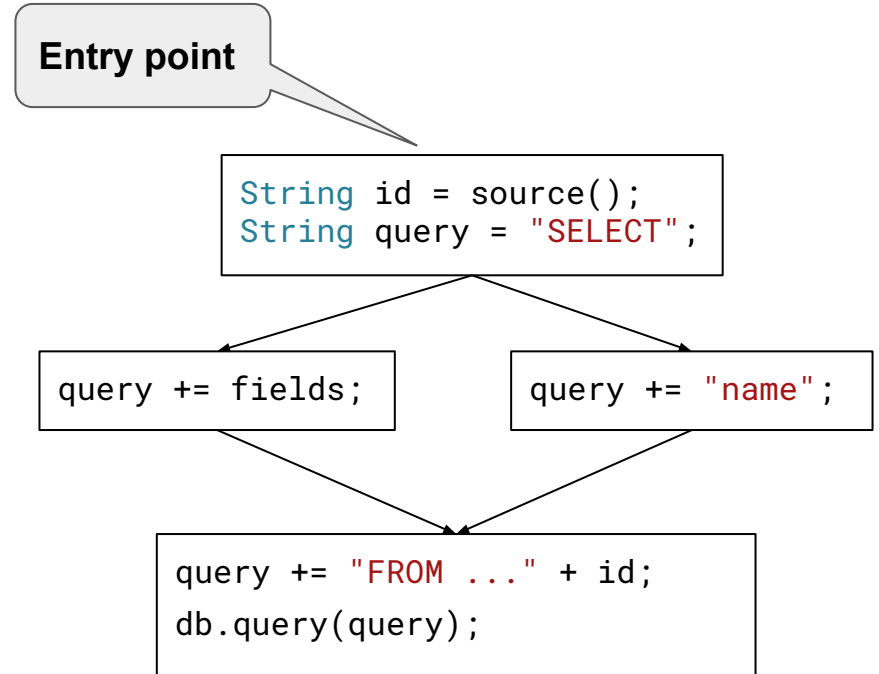 Entry point
String id = source();
String query = "SELECT";
query += fields;
query += "name";
query += "FROM ..." + id;
db.query(query);